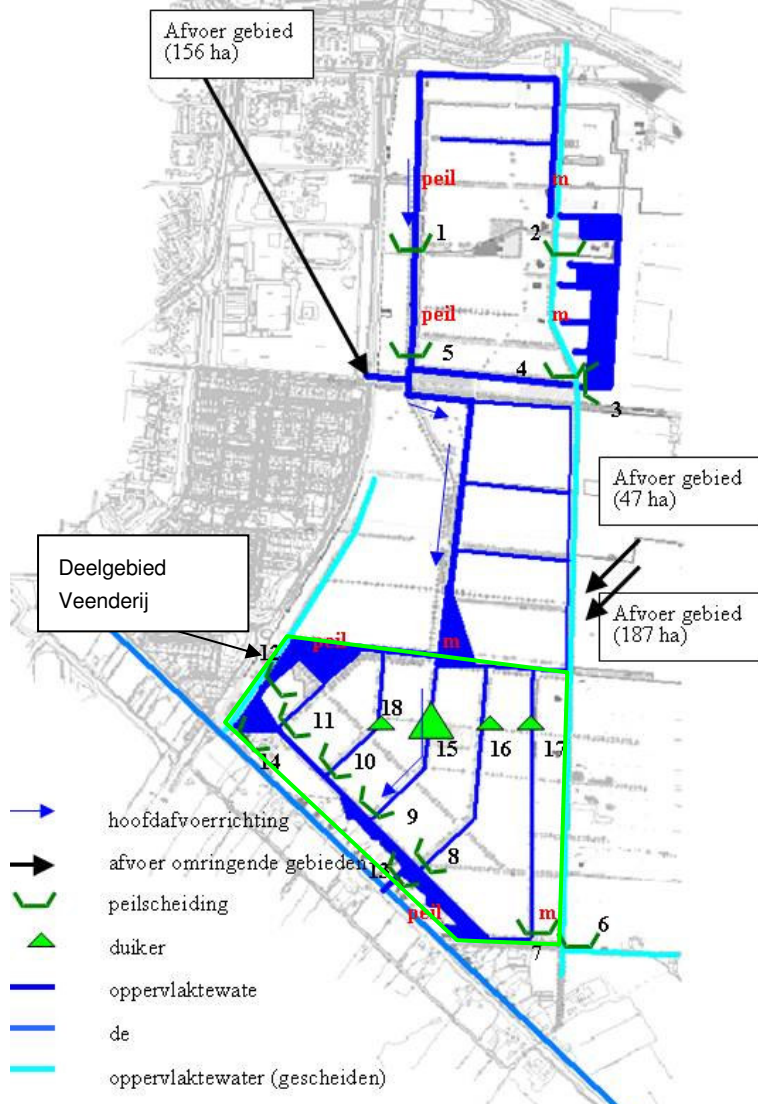 Afvoer gebied
(156 ha)
peil
m
1
2
peil
m
5
4
3
Afvoer gebied
(47 ha)
Deelgebied
Veenderij
Afvoer gebied
(187 ha)
12
peil
m
11
18
14
10
15
16
17
9
13
8
peil
m
6
7
hoofdafvoerrichting
afvoer omringende gebieden
peilscheiding
duiker
oppervlaktewate
de
oppervlaktewater (gescheiden)